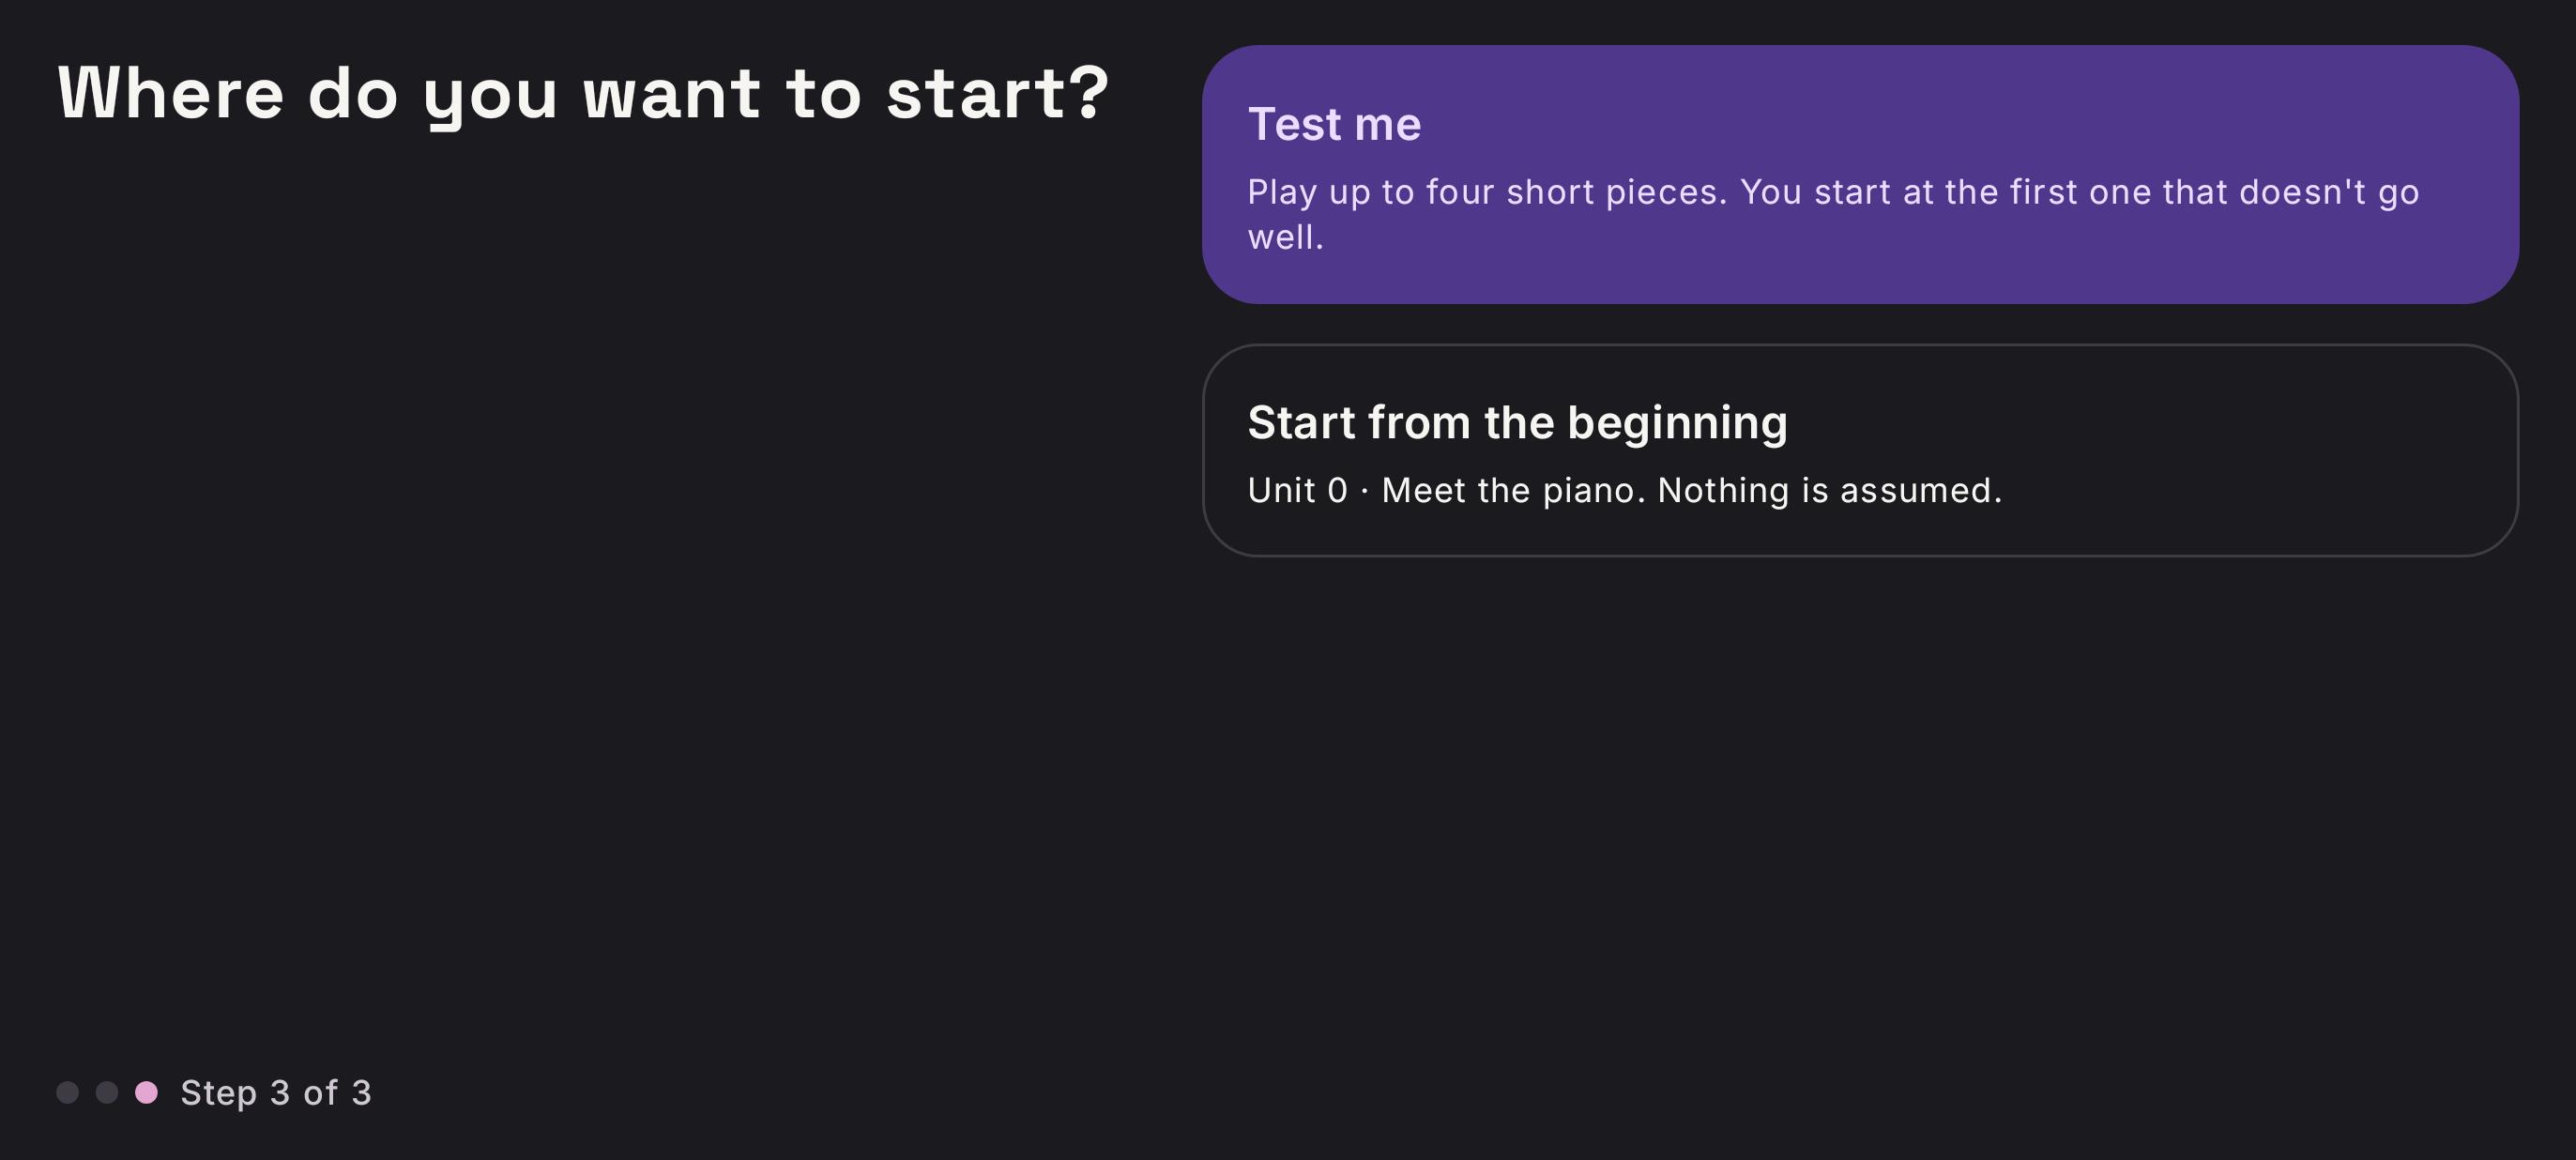 Where do you want to start?
Test me
Play up to four short pieces. You start at the first one that doesn't go
well.
Start from the beginning
Unit 0 · Meet the piano. Nothing is assumed.
Step 3 of 3